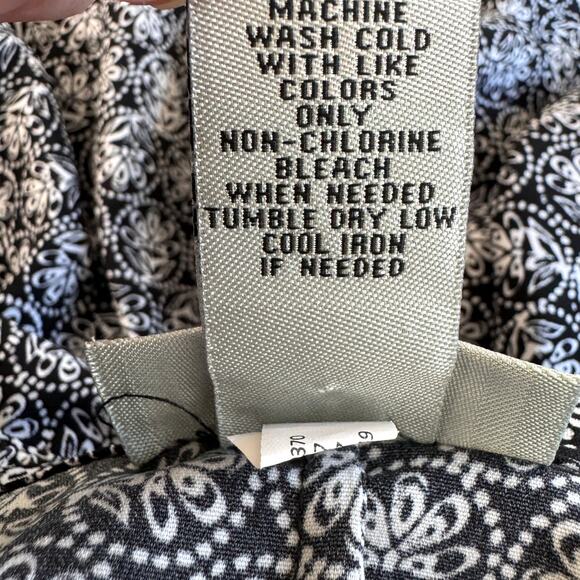 MACHINE
WASH COLD
WITH LIKE
COLORS
ONLY
NON-CHLORINE
BLEACH
WHEN NEEDED
TUMBLE DRY LOW
COOL IRON
IF NEEDED
370